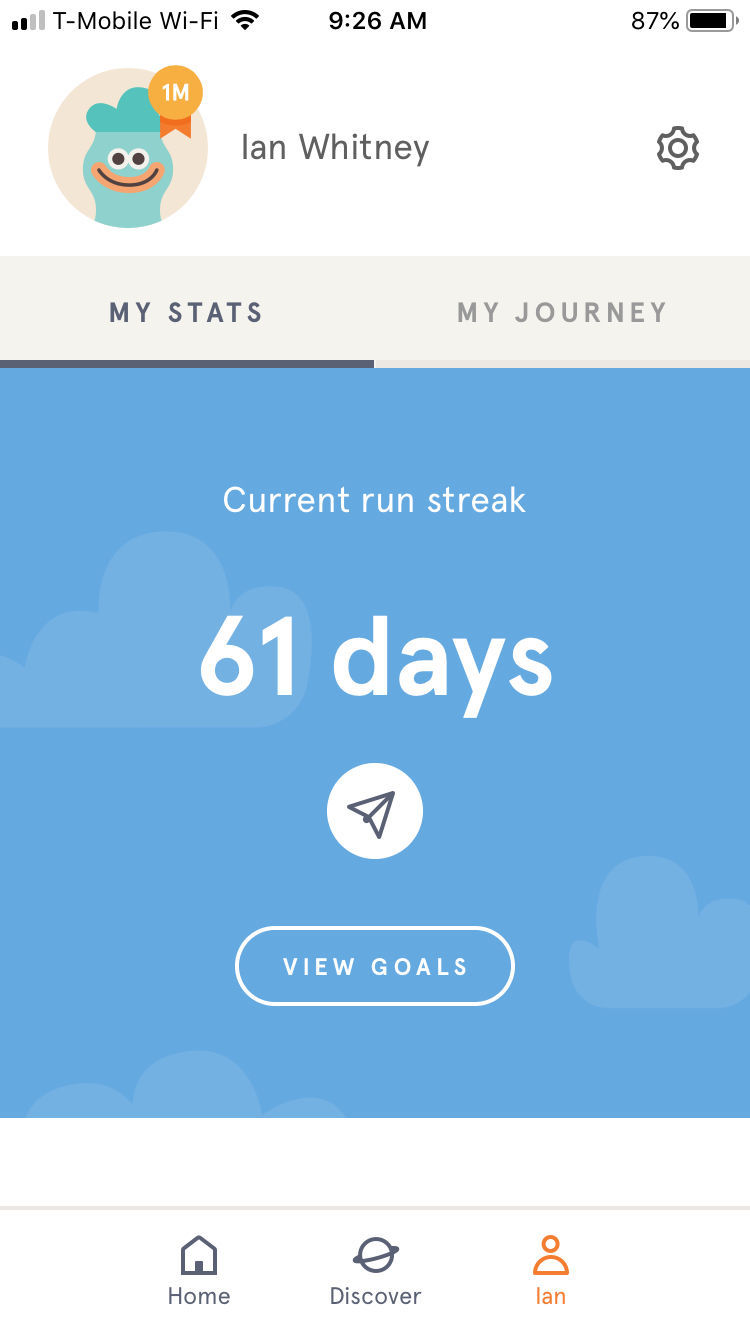 T-Mobile Wi-Fi 9:26 AM 87%
1M
Ian Whitney
MY STATS MY JOURNEY
Current run streak
61 days
VIEW GOALS
Home Discover Ian